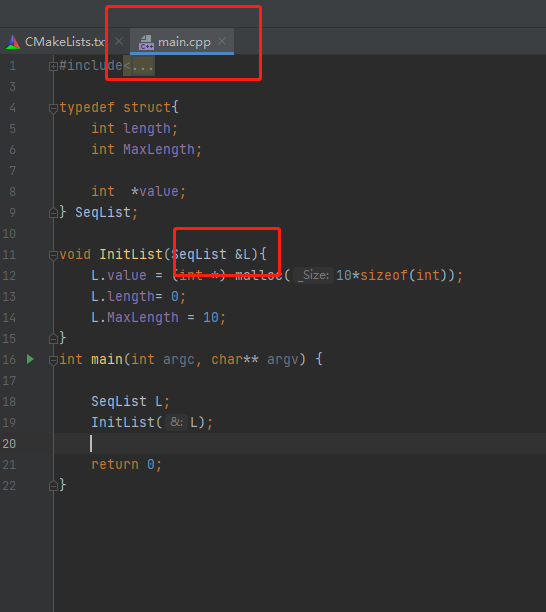 CMakeLists.txt main.cpp
1 #include<...
3
4 typedef struct{
5 int length;
6 int MaxLength;
7
8 int *value;
9 } SeqList;
10
11 void InitList(SeqList &L){
12 L.value = (int *) malloc( _Size: 10*sizeof(int));
13 L.length= 0;
14 L.MaxLength = 10;
15 }
16 int main(int argc, char** argv) {
17
18 SeqList L;
19 InitList( &: L);
20
21 return 0;
22 }